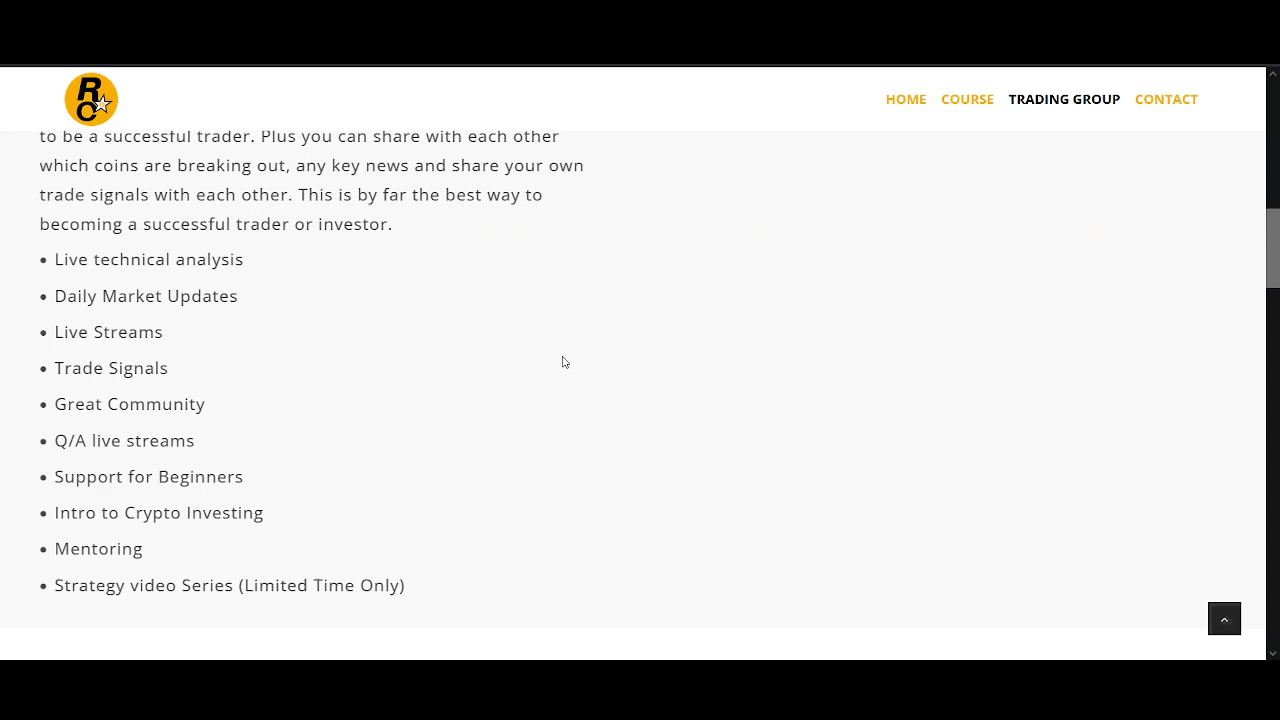 R
C
HOME COURSE TRADING GROUP CONTACT
to be a successful trader. Plus you can share with each other
which coins are breaking out, any key news and share your own
trade signals with each other. This is by far the best way to
becoming a successful trader or investor.
• Live technical analysis
• Daily Market Updates
• Live Streams
• Trade Signals
• Great Community
• Q/A live streams
• Support for Beginners
• Intro to Crypto Investing
• Mentoring
• Strategy video Series (Limited Time Only)